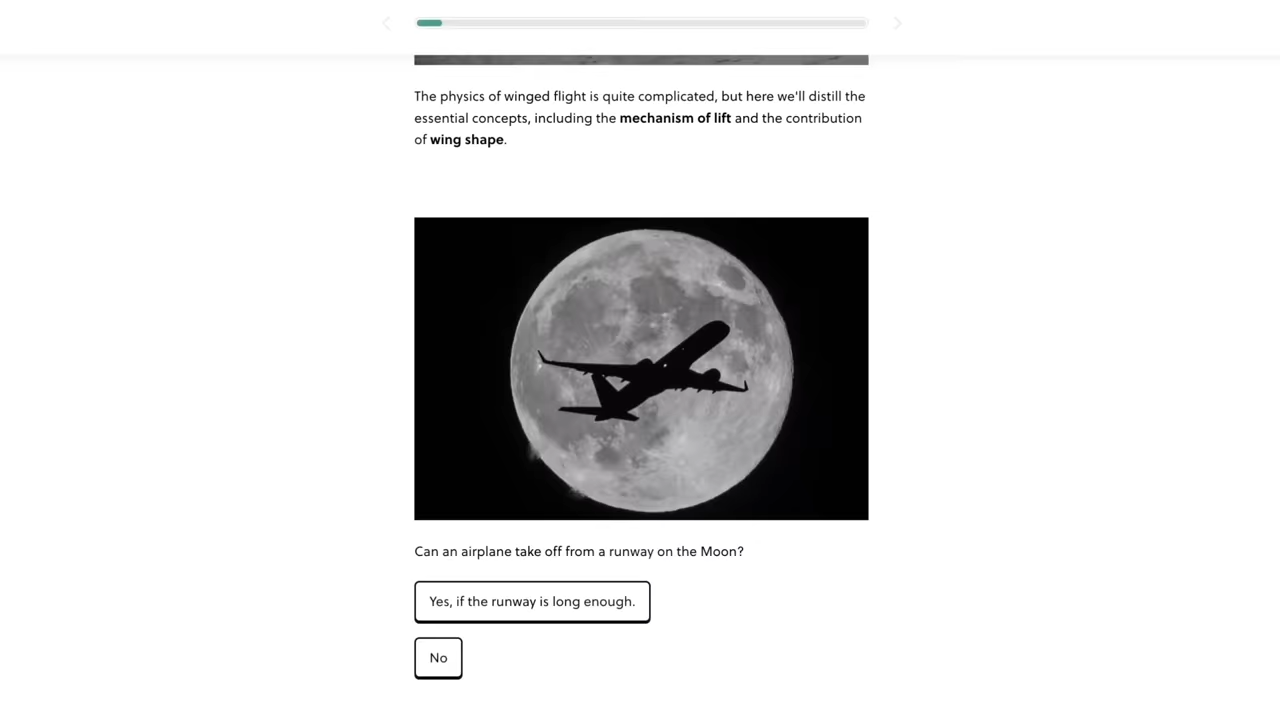 The physics of winged flight is quite complicated, but here we'll distill the
essential concepts, including the mechanism of lift and the contribution
of wing shape.
Can an airplane take off from a runway on the Moon?
Yes, if the runway is long enough.
No